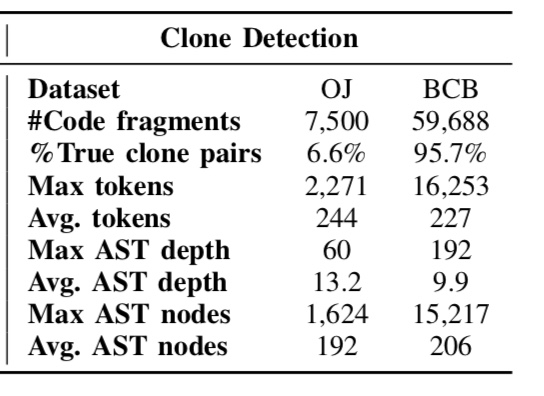 Clone Detection
Dataset OJ BCB
#Code fragments 7,500 59,688
%True clone pairs 6.6% 95.7%
Max tokens 2,271 16,253
Avg. tokens 244 227
Max AST depth 60 192
Avg. AST depth 13.2 9.9
Max AST nodes 1,624 15,217
Avg. AST nodes 192 206